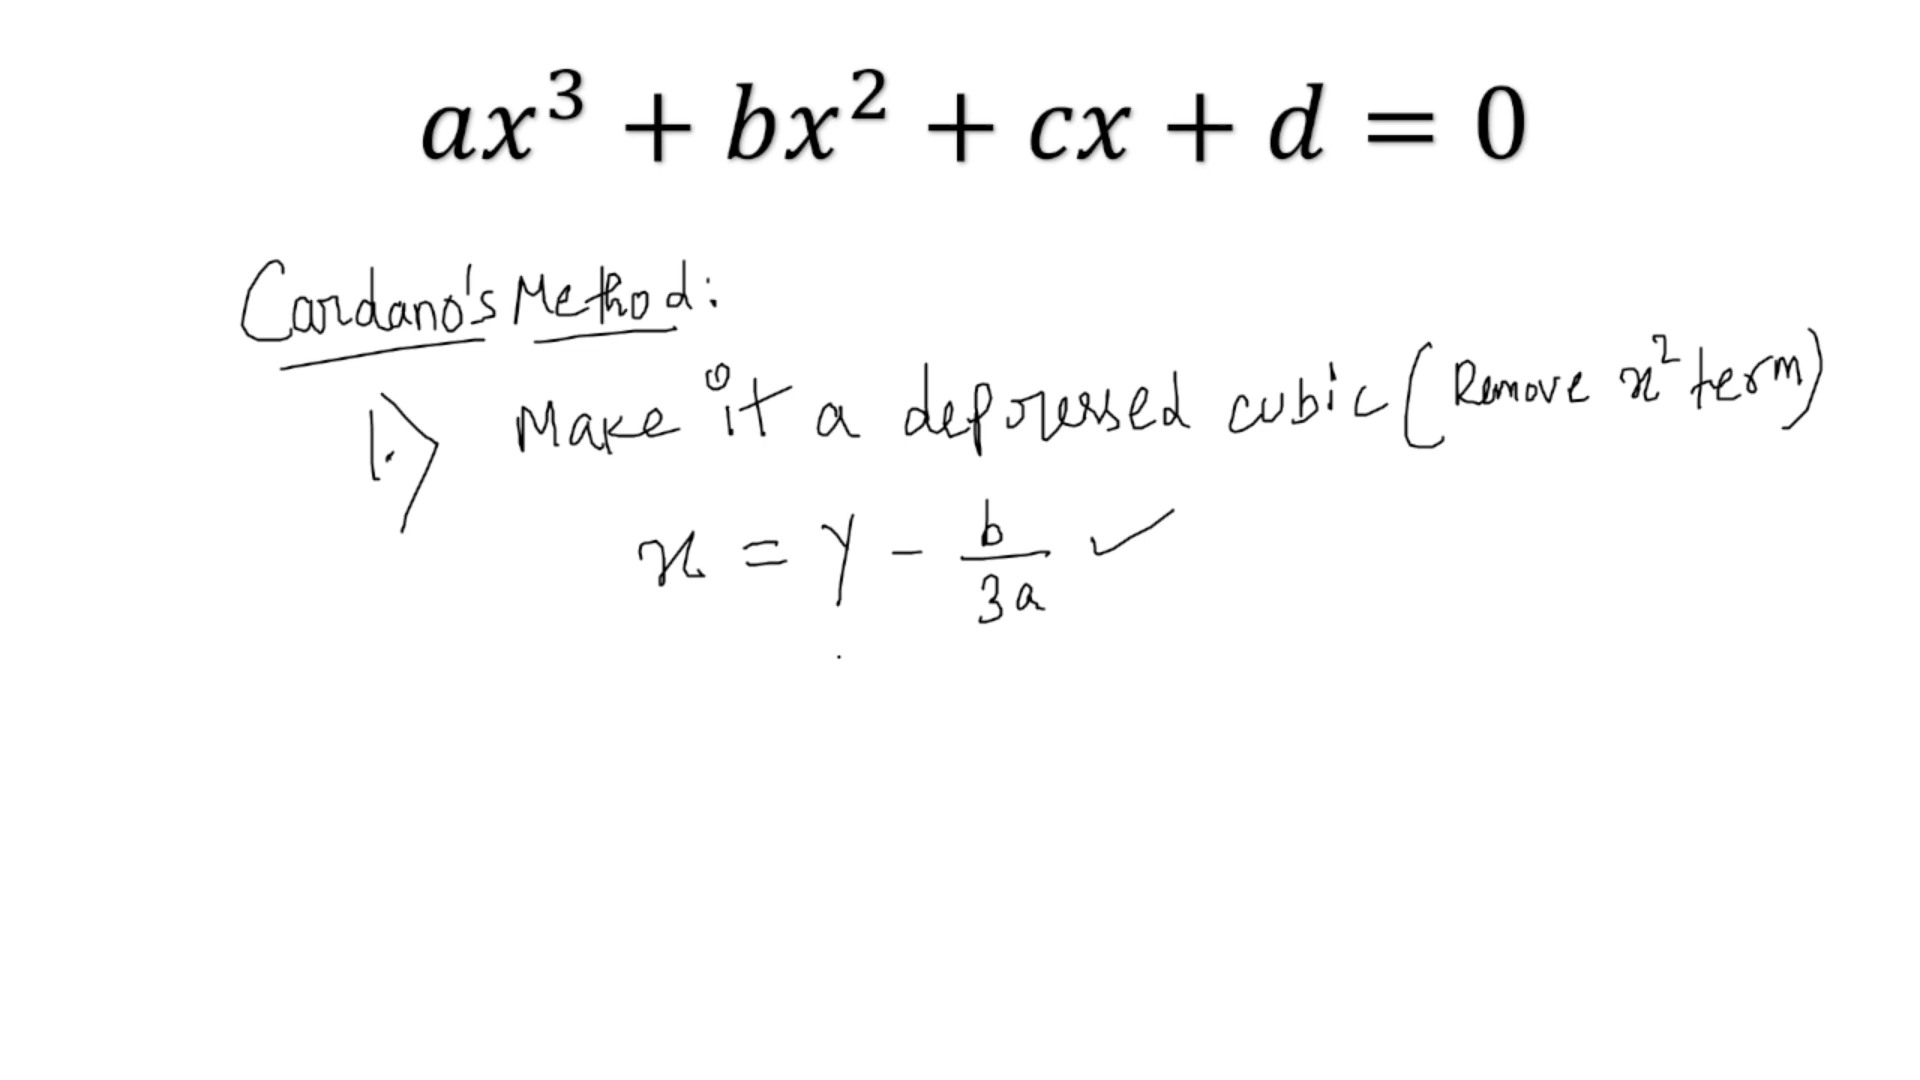 ax³ + bx² + cx + d = 0
Cardano's Method:
1.> Make it a depressed cubic (Remove x² term)
x = y - b/3a ✓